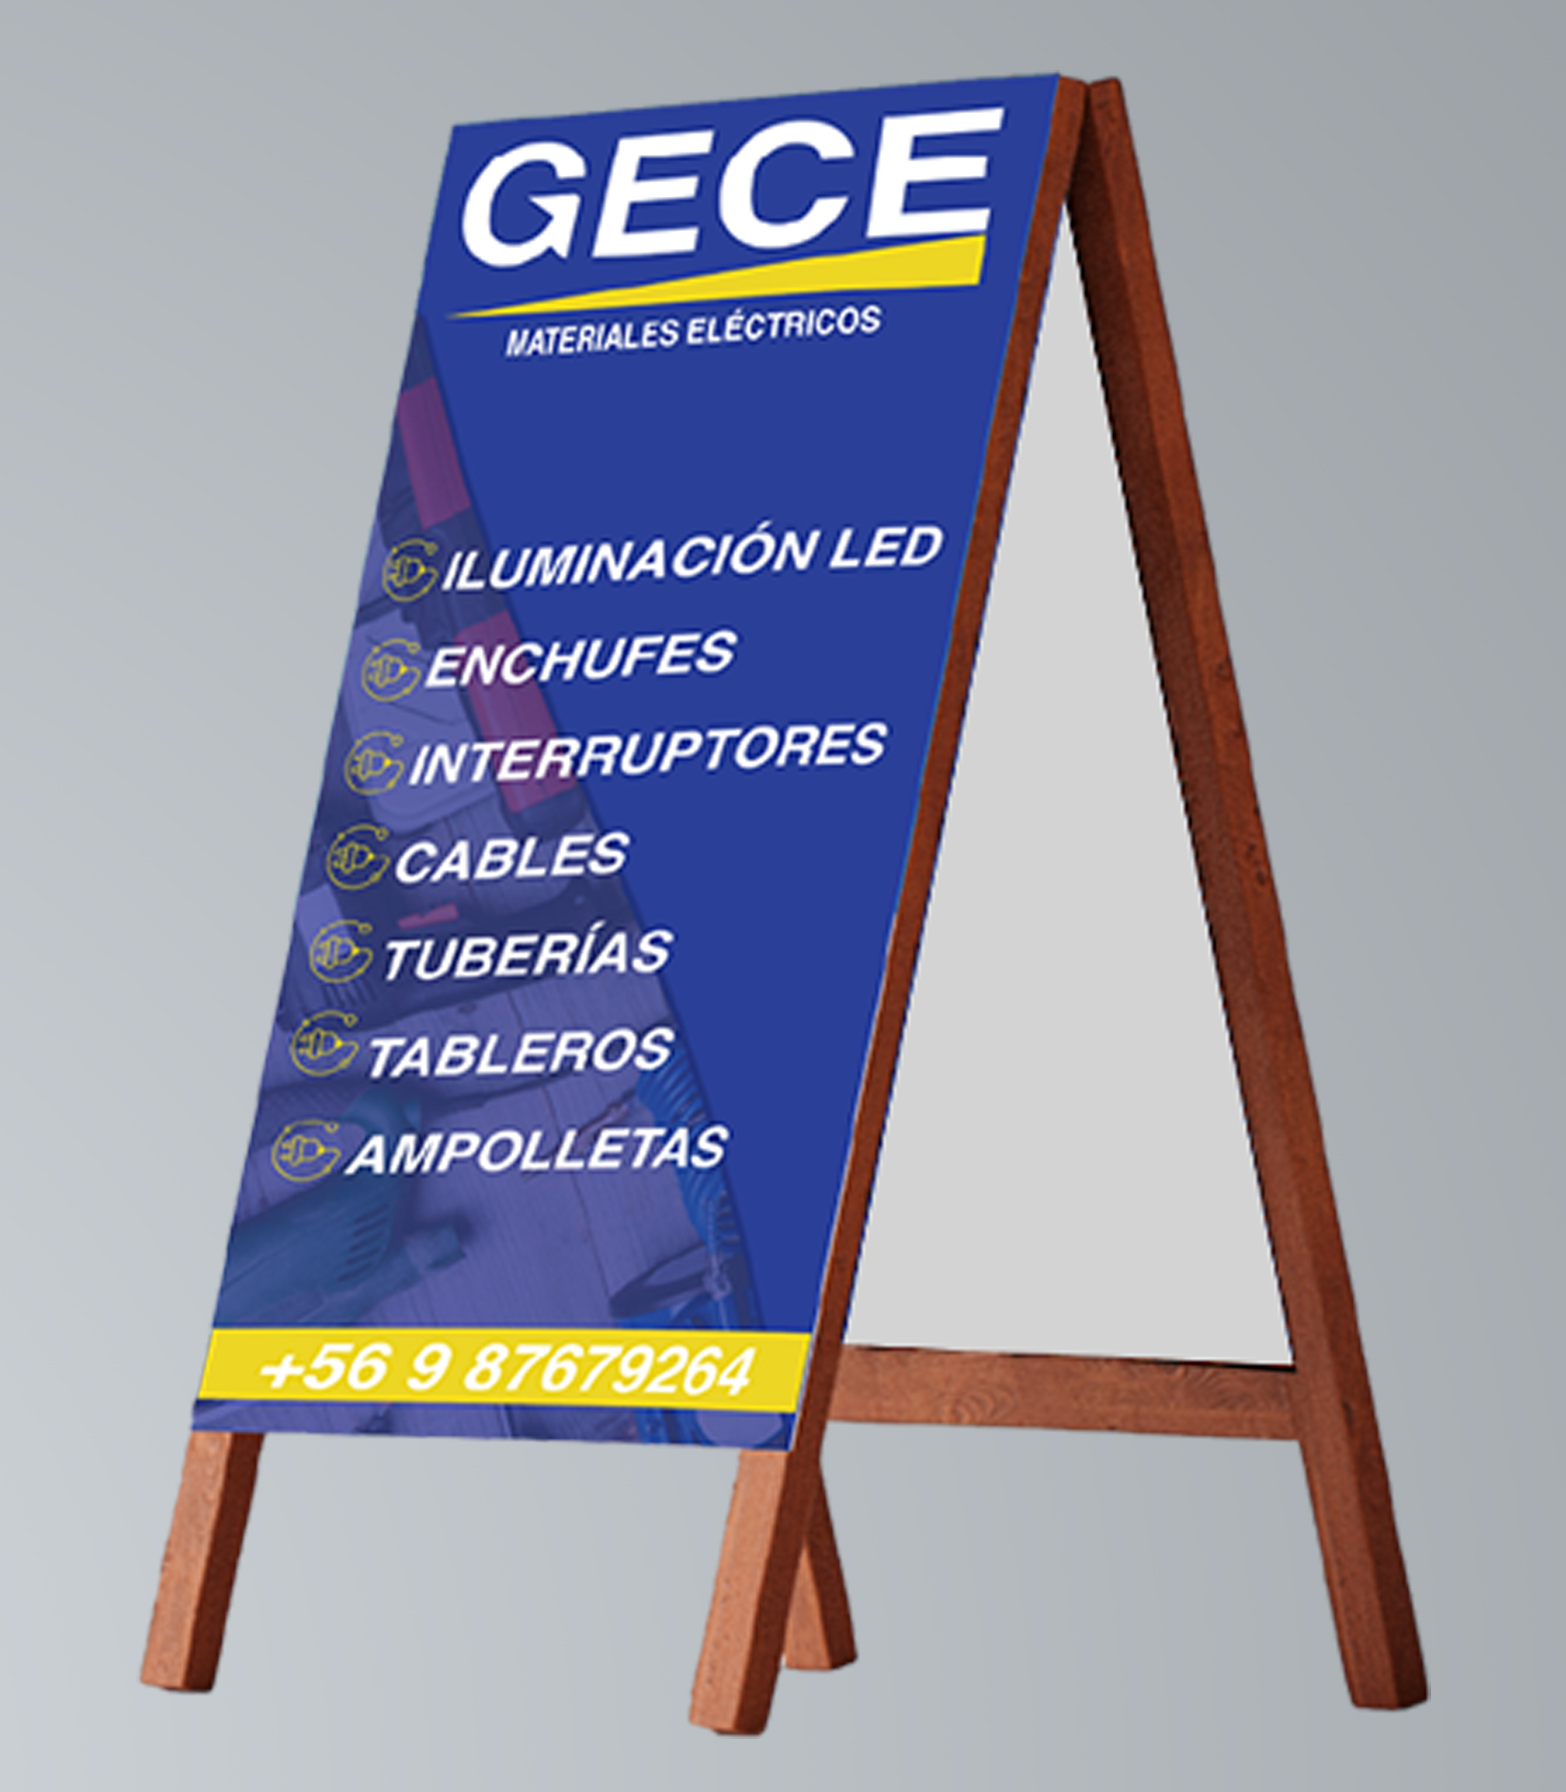 GECE
MATERIALES ELÉCTRICOS
ILUMINACIÓN LED
ENCHUFES
INTERRUPTORES
CABLES
TUBERÍAS
TABLEROS
AMPOLLETAS
+56 9 87679264